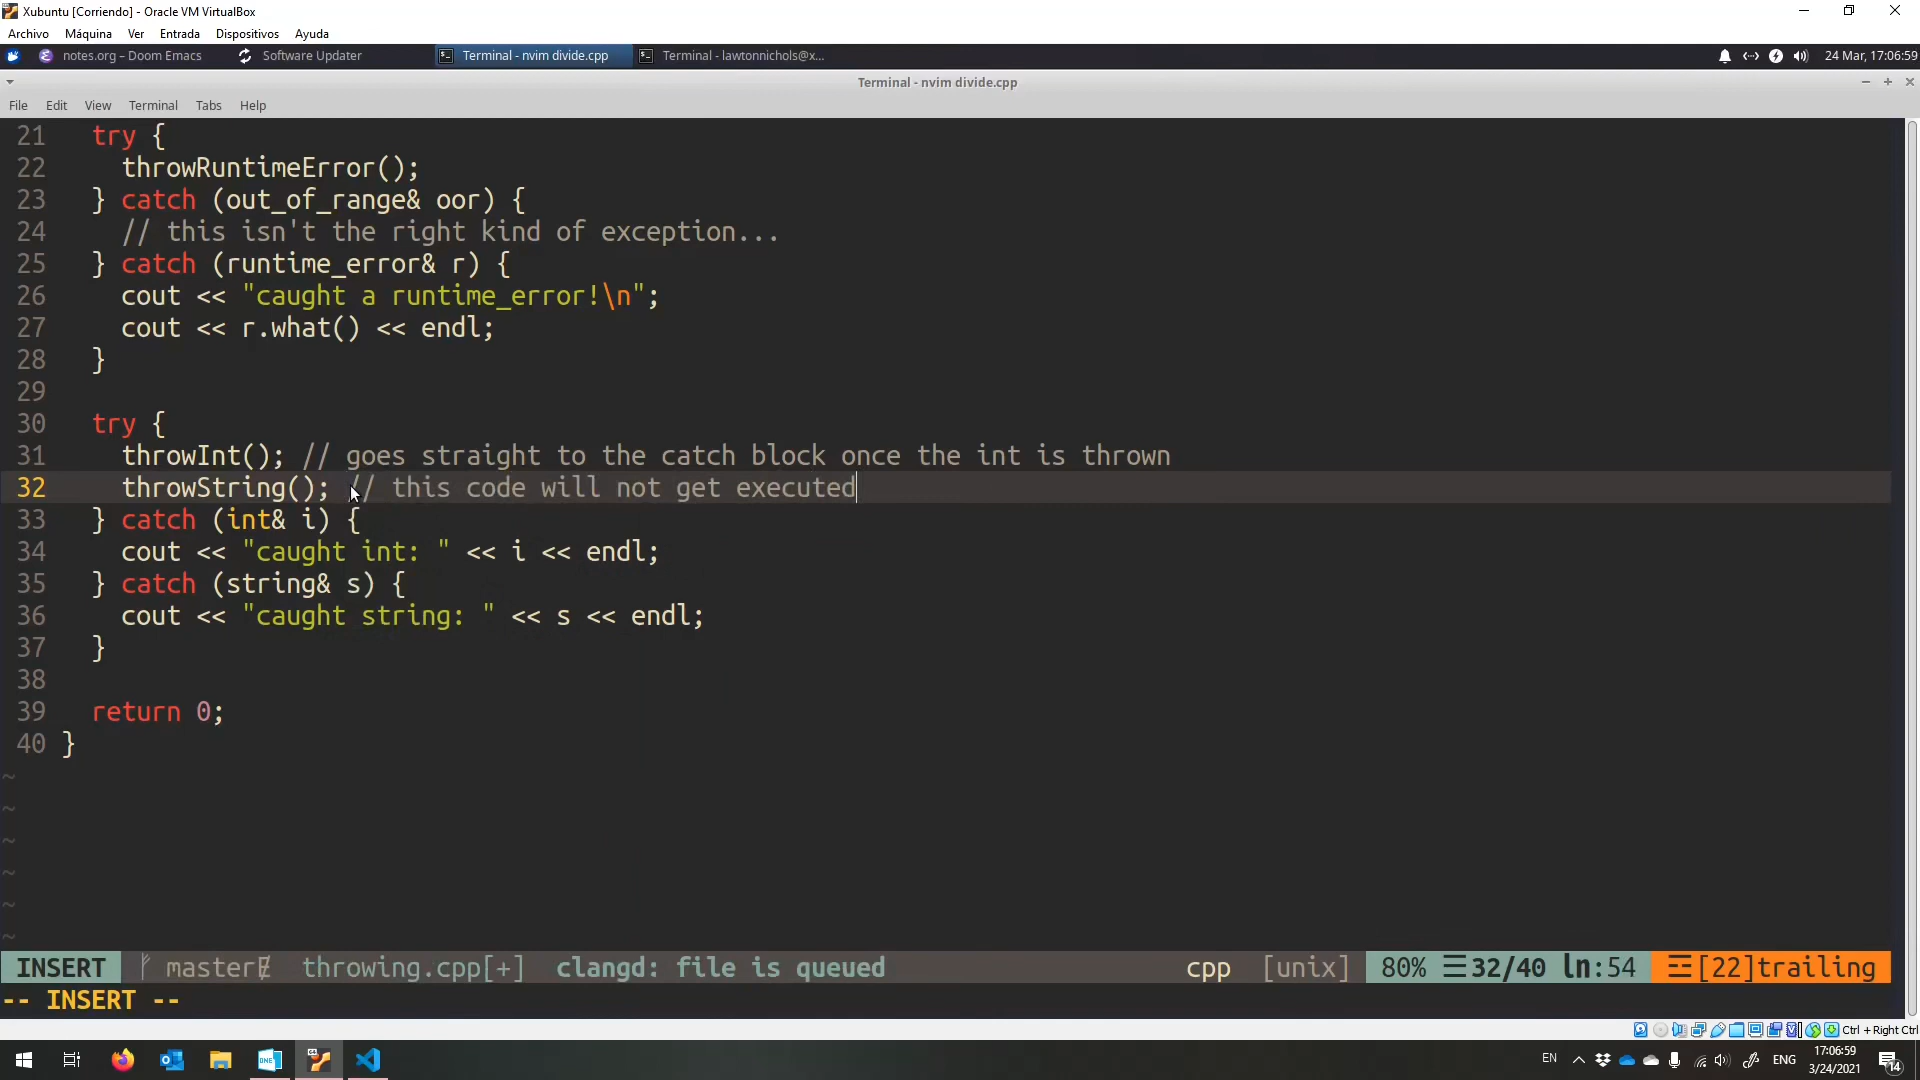 Xubuntu [Corriendo] - Oracle VM VirtualBox
Archivo Máquina Ver Entrada Dispositivos Ayuda
notes.org – Doom Emacs Software Updater Terminal - nvim divide.cpp Terminal - lawtonnichols@x... 24 Mar, 17:06:59
Terminal - nvim divide.cpp
File Edit View Terminal Tabs Help
21 try {
22 throwRuntimeError();
23 } catch (out_of_range& oor) {
24 // this isn't the right kind of exception...
25 } catch (runtime_error& r) {
26 cout << "caught a runtime_error!\n";
27 cout << r.what() << endl;
28 }
29
30 try {
31 throwInt(); // goes straight to the catch block once the int is thrown
32 throwString(); // this code will not get executed
33 } catch (int& i) {
34 cout << "caught int: " << i << endl;
35 } catch (string& s) {
36 cout << "caught string: " << s << endl;
37 }
38
39 return 0;
40 }
~
~
~
~
~
~
INSERT master throwing.cpp[+] clangd: file is queued cpp [unix] 80% ☰32/40 ln:54 ☲[22]trailing
-- INSERT --
Ctrl + Right Ctrl
EN ENG 17:06:59
3/24/2021
14